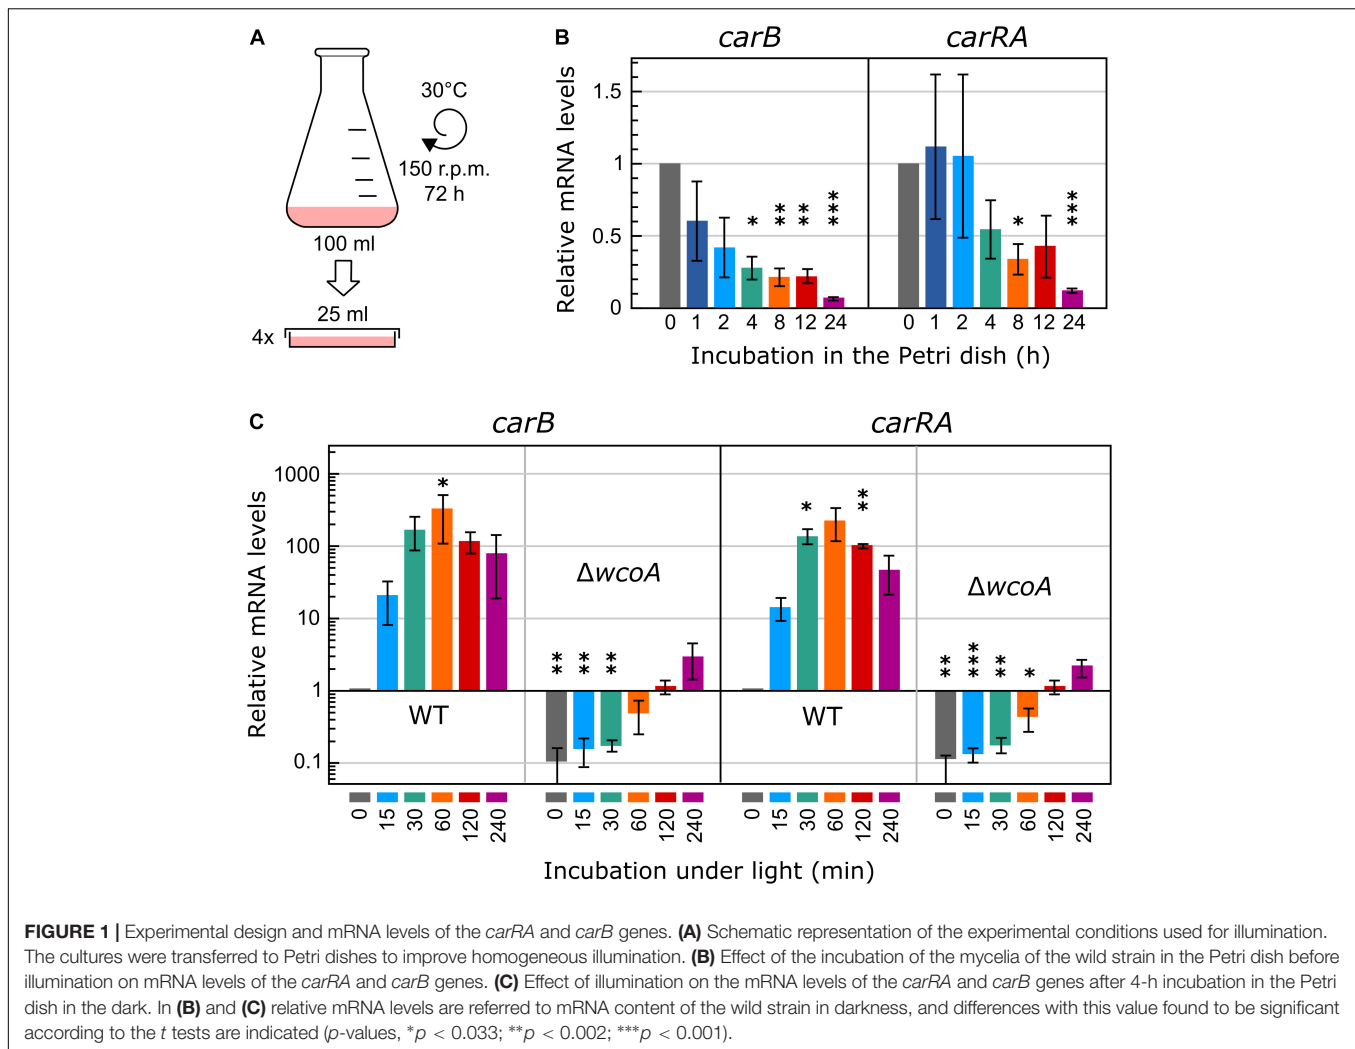 A
30°C
150 r.p.m.
72 h
100 ml
25 ml
4x
B
carB carRA
Relative mRNA levels
1.5
1
0.5
0
* ** ** *** * ***
0 1 2 4 8 12 24 0 1 2 4 8 12 24
Incubation in the Petri dish (h)
C
carB carRA
Relative mRNA levels
1000
100
10
1
0.1
* ** ** ** * ** ** *** ** *
WT ΔwcoA WT ΔwcoA
0 15 30 60 120 240 0 15 30 60 120 240 0 15 30 60 120 240 0 15 30 60 120 240
Incubation under light (min)
FIGURE 1 | Experimental design and mRNA levels of the carRA and carB genes. (A) Schematic representation of the experimental conditions used for illumination.
The cultures were transferred to Petri dishes to improve homogeneous illumination. (B) Effect of the incubation of the mycelia of the wild strain in the Petri dish before
illumination on mRNA levels of the carRA and carB genes. (C) Effect of illumination on the mRNA levels of the carRA and carB genes after 4-h incubation in the Petri
dish in the dark. In (B) and (C) relative mRNA levels are referred to mRNA content of the wild strain in darkness, and differences with this value found to be significant
according to the t tests are indicated (p-values, *p < 0.033; **p < 0.002; ***p < 0.001).